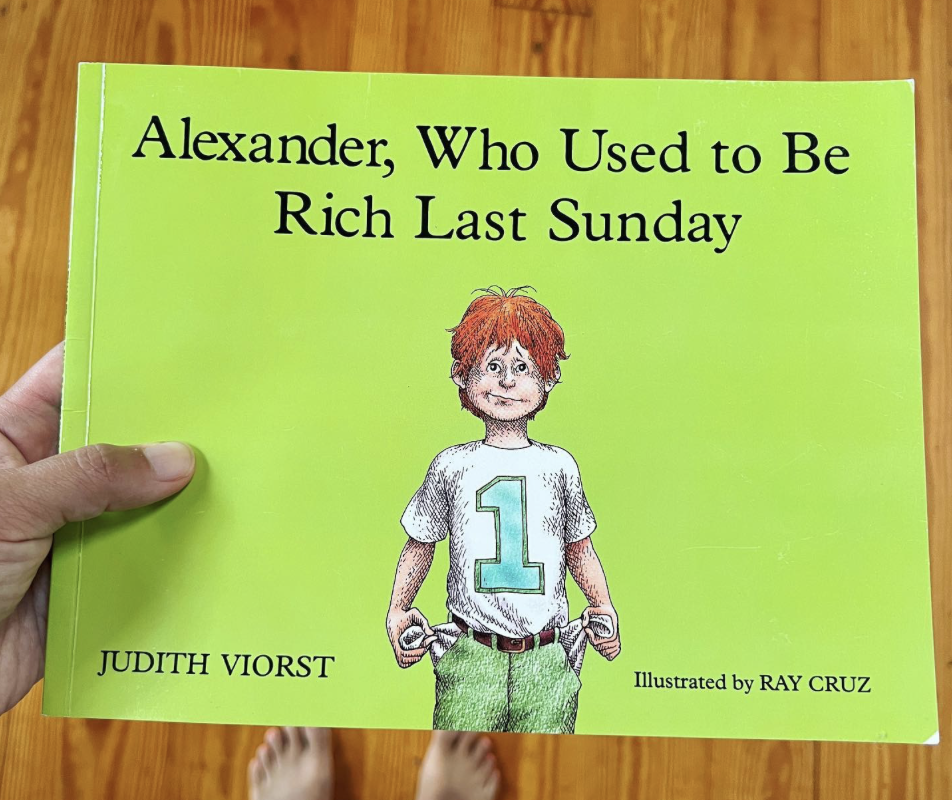 Alexander, Who Used to Be
Rich Last Sunday
1
JUDITH VIORST
Illustrated by RAY CRUZ